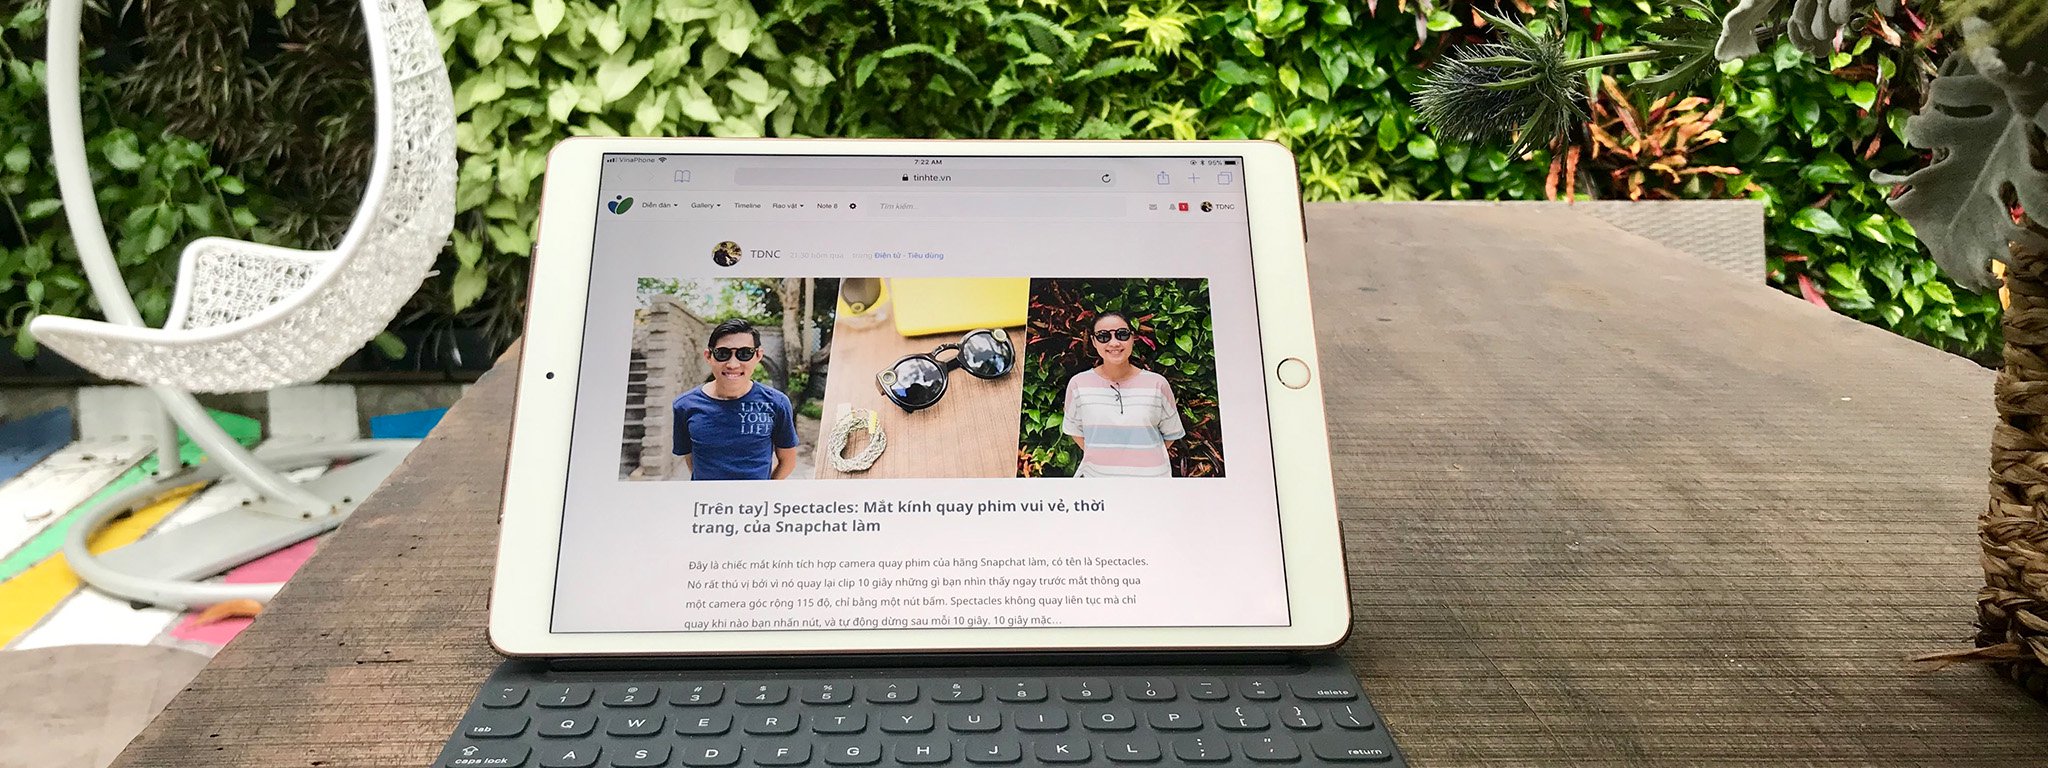 VinaPhone
7:22 AM
95%
tinhte.vn
Diễn đàn Gallery Timeline Rao vặt Note 8
Tìm kiếm...
1
TDNC
TDNC 21:30 hôm qua trong Điện tử - Tiêu dùng
LIVE
YOUR
LIFE
[Trên tay] Spectacles: Mắt kính quay phim vui vẻ, thời
trang, của Snapchat làm
Đây là chiếc mắt kính tích hợp camera quay phim của hãng Snapchat làm, có tên là Spectacles.
Nó rất thú vị bởi vì nó quay lại clip 10 giây những gì bạn nhìn thấy ngay trước mắt thông qua
một camera góc rộng 115 độ, chỉ bằng một nút bấm. Spectacles không quay liên tục mà chỉ
quay khi nào bạn nhấn nút, và tự động dừng sau mỗi 10 giây. 10 giây mặc...
~ ! @ # $ % ^ & * ( ) — +
` 1 2 3 4 5 6 7 8 9 0 - = delete
tab Q W E R T Y U I O P { [ } ] | \
caps lock A S D F G H J K L : ; " ' return